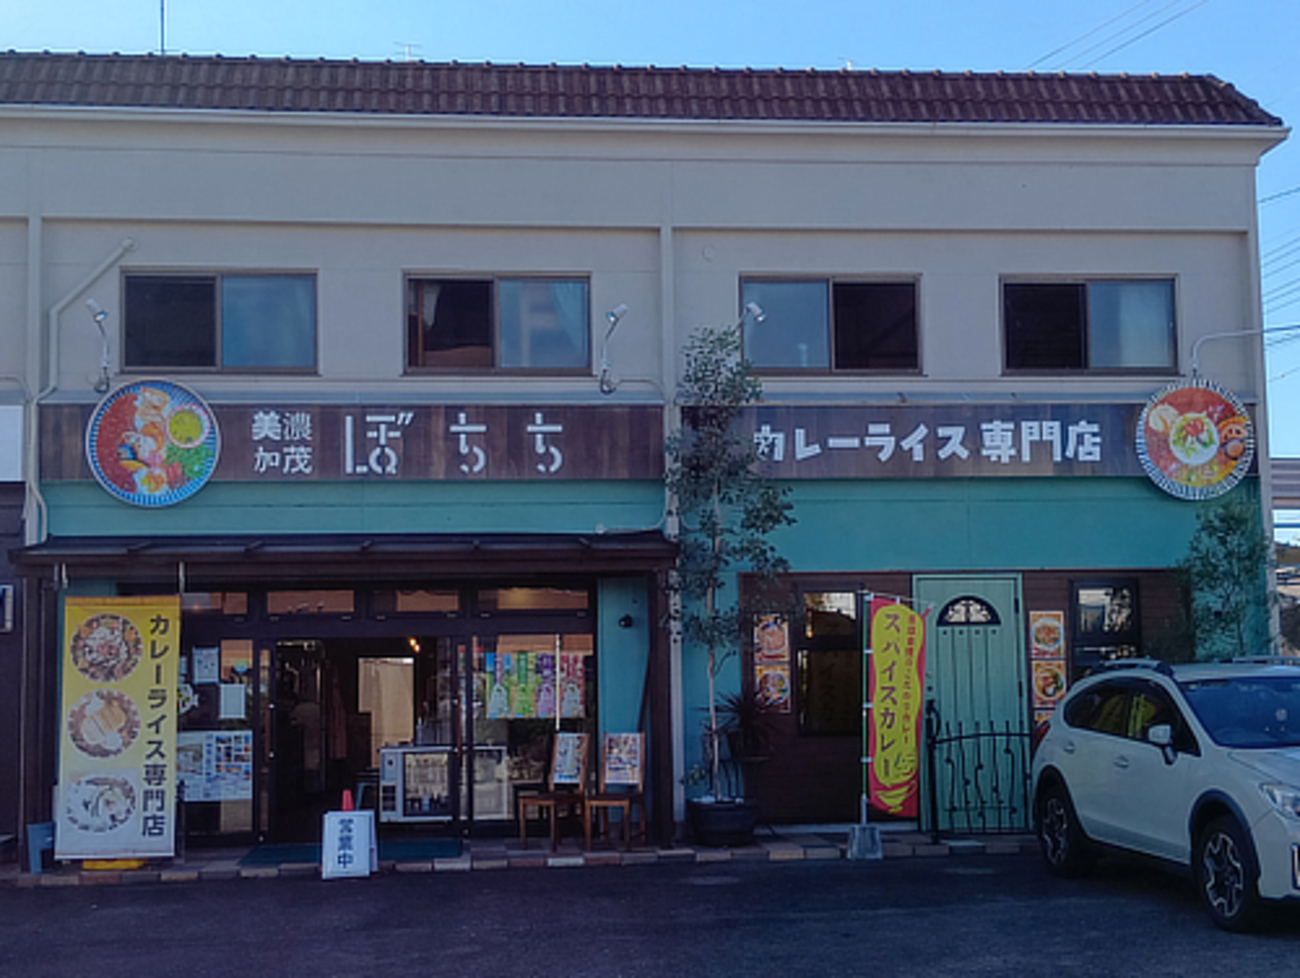 美濃
加茂
ぼちち
カレーライス専門店
カレーライス専門店
スパイスカレー
営業中